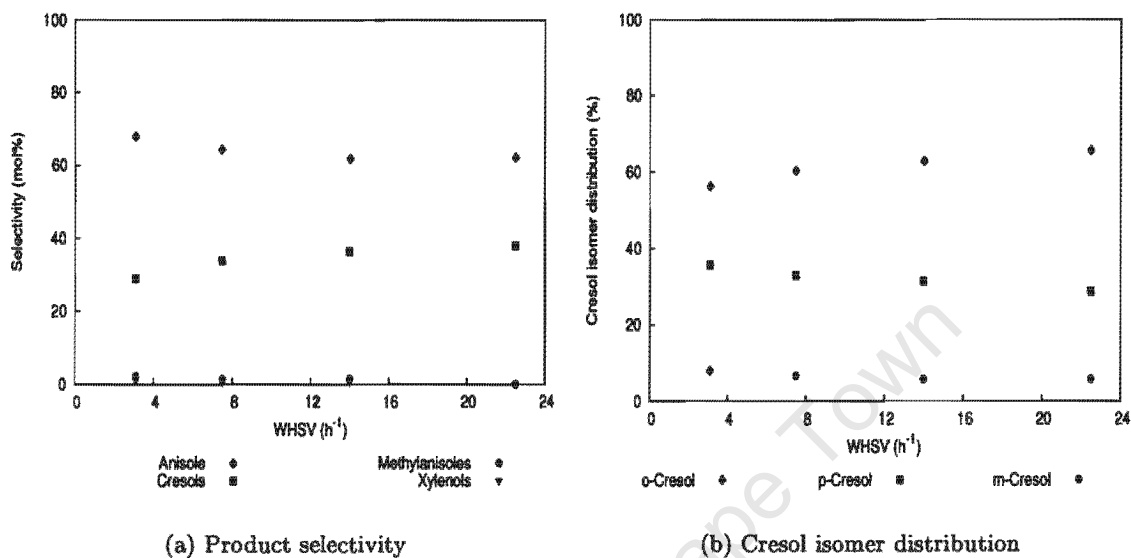 100
80
60
40
20
0
Selectivity (mol%)
0 4 8 12 16 20 24
WHSV (h⁻¹)
Anisole
Cresols
Methylanisoles
Xylenols
(a) Product selectivity
100
80
60
40
20
0
Cresol isomer distribution (%)
0 4 8 12 16 20 24
WHSV (h⁻¹)
o-Cresol p-Cresol m-Cresol
(b) Cresol isomer distribution
ape Town